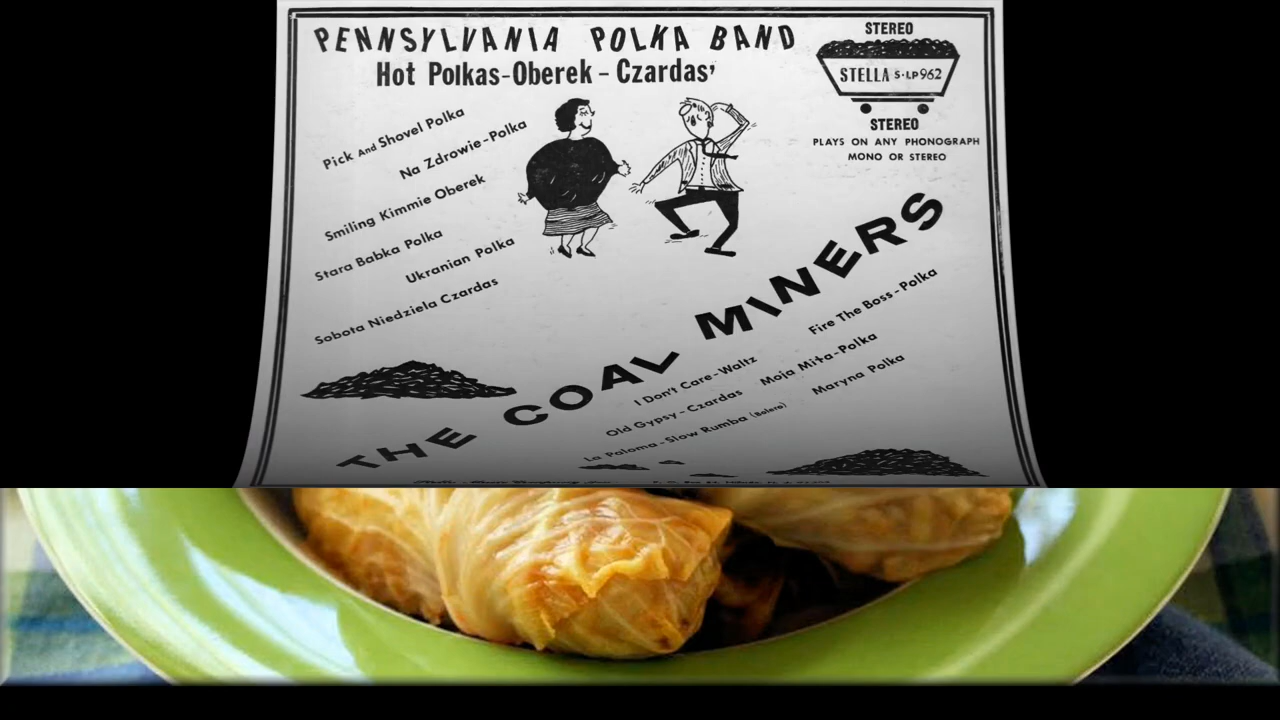 PENNSYLVANIA POLKA BAND
Hot Polkas-Oberek-Czardas'
STEREO
STELLA S-LP962
STEREO
PLAYS ON ANY PHONOGRAPH
MONO OR STEREO
Pick And Shovel Polka
Na Zdrowie-Polka
Smiling Kimmie Oberek
Stara Babka Polka
Ukranian Polka
Sobota Niedziela Czardas
THE COAL MINERS
Fire The Boss-Polka
I Don't Care-Waltz
Moja Mita-Polka
Old Gypsy-Czardas
Maryna Polka
La Paloma-Slow Rumba (Bolero)